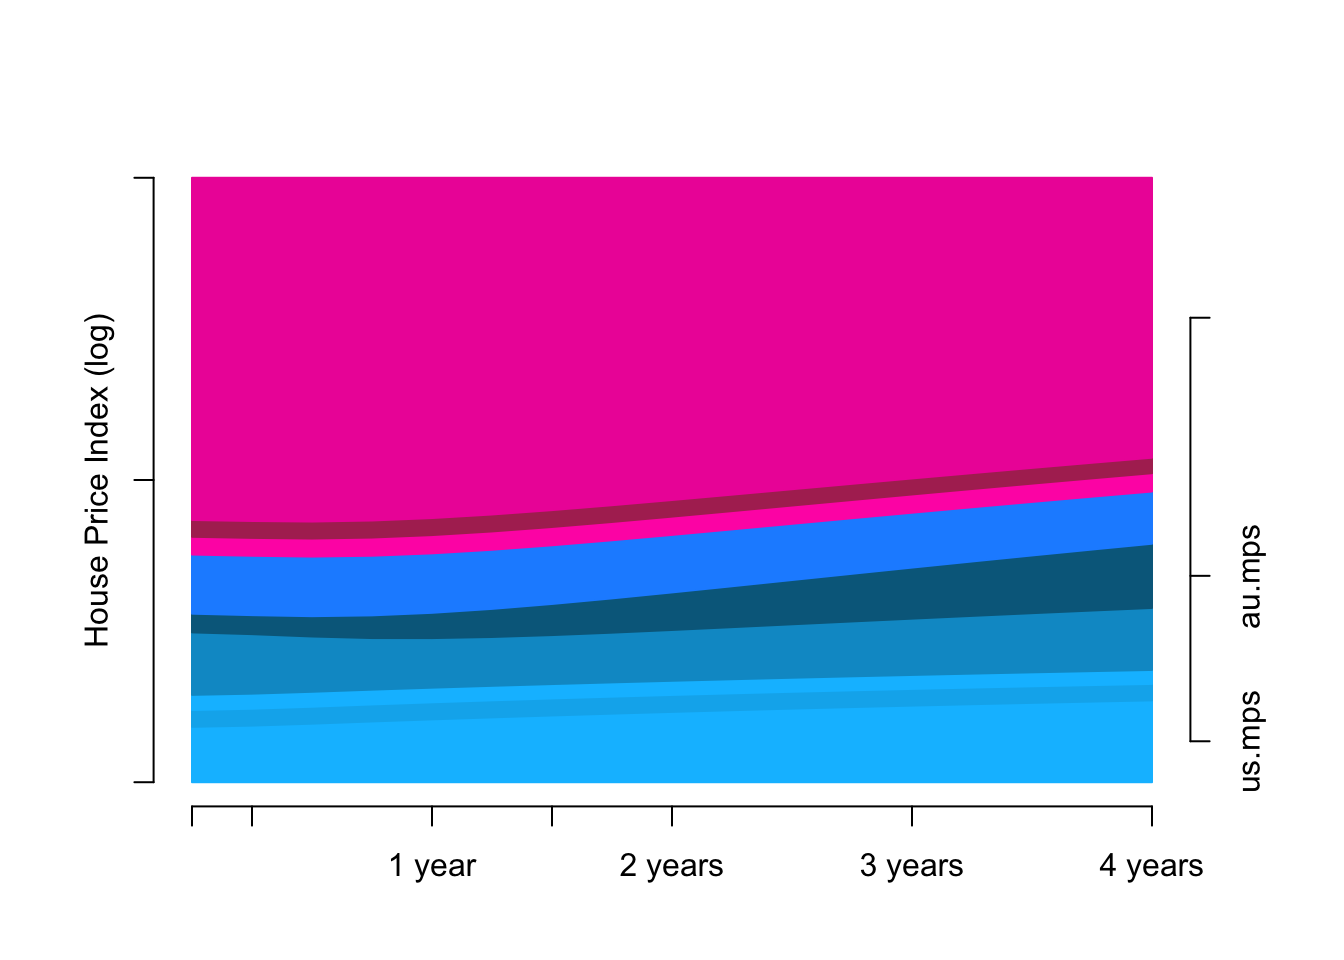 House Price Index (log)
au.mps
us.mps
1 year
2 years
3 years
4 years